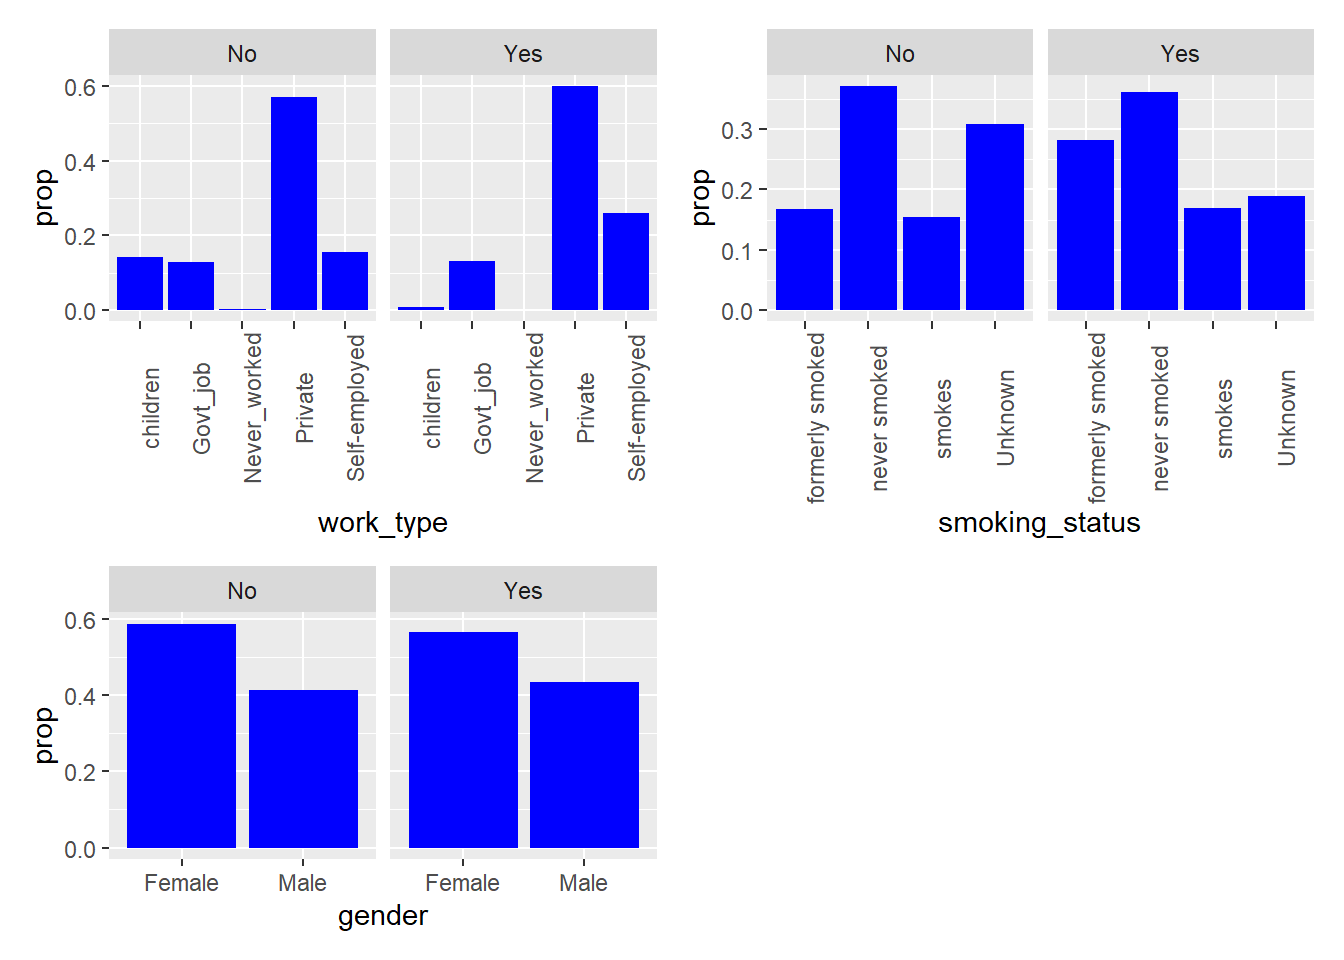 No Yes
0.6
0.4
0.2
0.0
prop
children Govt_job Never_worked Private Self-employed children Govt_job Never_worked Private Self-employed
work_type
No Yes
0.3
0.2
0.1
0.0
prop
formerly smoked never smoked smokes Unknown formerly smoked never smoked smokes Unknown
smoking_status
No Yes
0.6
0.4
0.2
0.0
prop
Female Male Female Male
gender